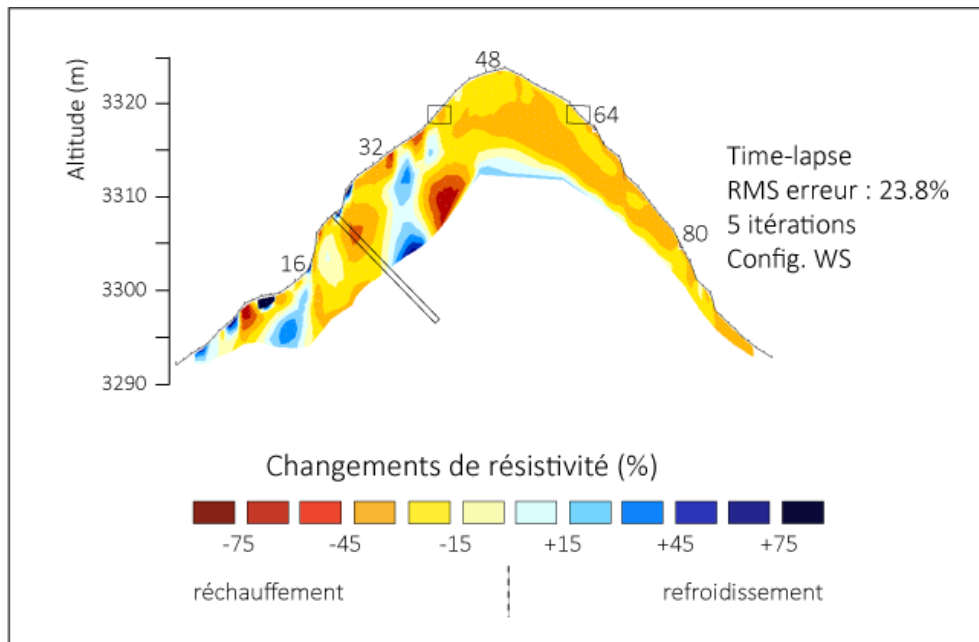 Altitude (m)
3320
3310
3300
3290
16
32
48
64
80
Time-lapse
RMS erreur : 23.8%
5 itérations
Config. WS
Changements de résistivité (%)
-75 -45 -15 +15 +45 +75
réchauffement refroidissement